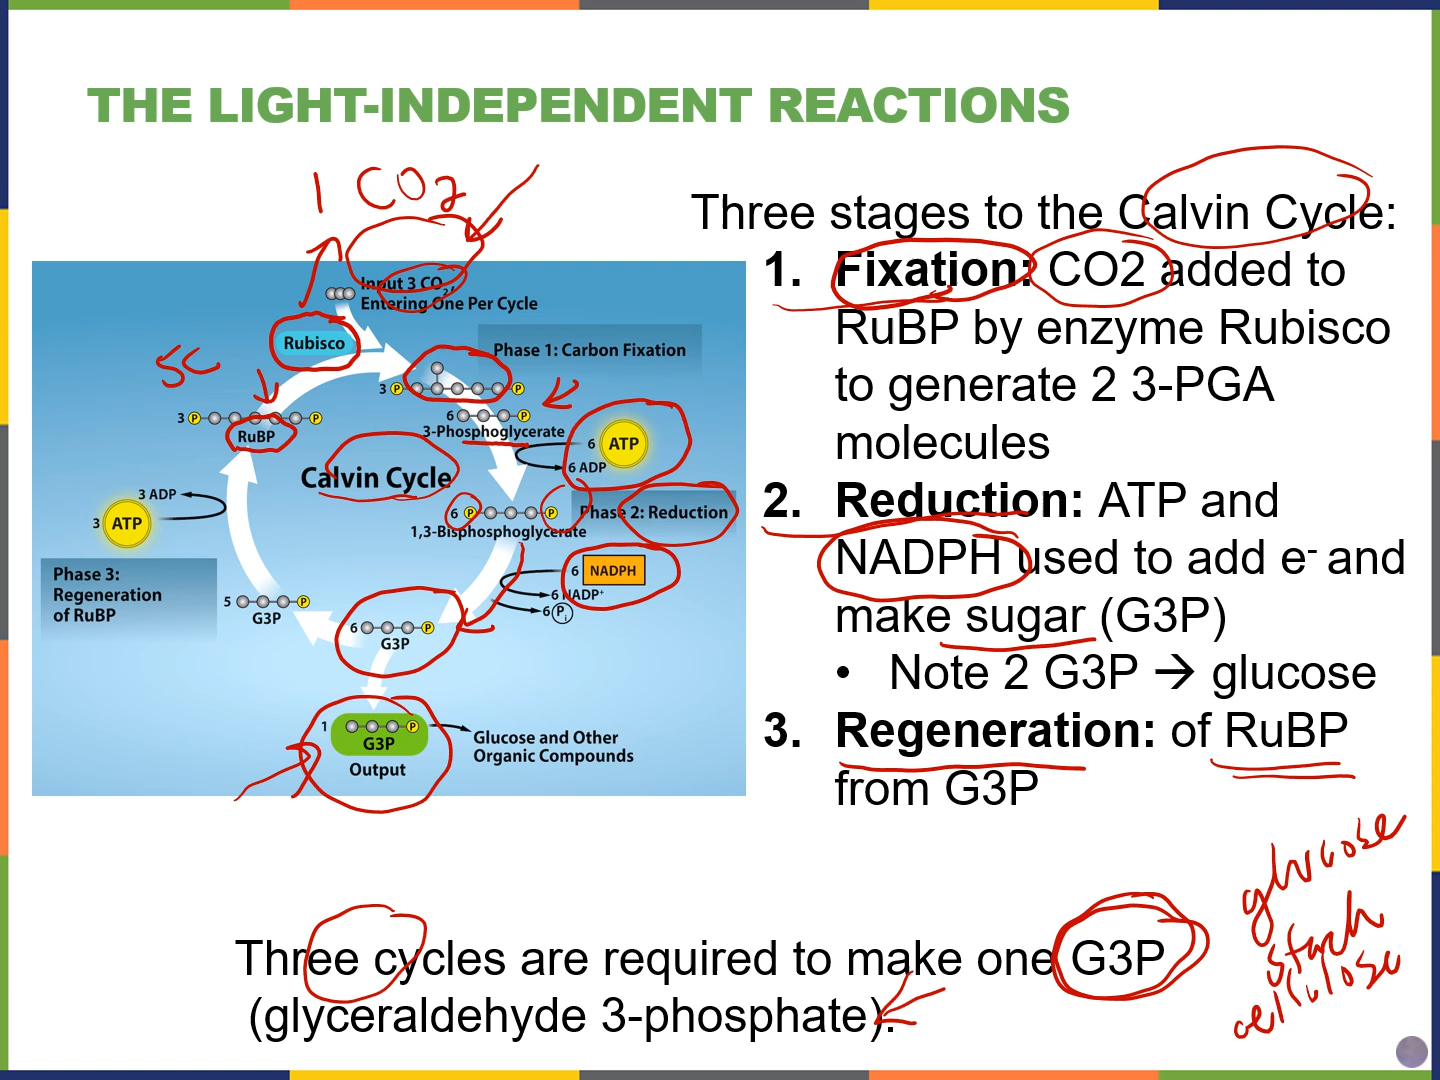 THE LIGHT-INDEPENDENT REACTIONS
1 CO2
Input 3 CO2,
Entering One Per Cycle
Rubisco
Phase 1: Carbon Fixation
5C
3 P P
3 P P
RuBP
6 P
3-Phosphoglycerate
6 ATP
6 ADP
Calvin Cycle
3 ADP
3 ATP
6 P P
Phase 2: Reduction
1,3-Bisphosphoglycerate
6 NADPH
6 NADP+
6 Pi
Phase 3:
Regeneration
of RuBP
5 P
G3P
6 P
G3P
1 P
G3P
Output
Glucose and Other
Organic Compounds
Three stages to the Calvin Cycle:
1. Fixation: CO2 added to
RuBP by enzyme Rubisco
to generate 2 3-PGA
molecules
2. Reduction: ATP and
NADPH used to add e- and
make sugar (G3P)
• Note 2 G3P → glucose
3. Regeneration: of RuBP
from G3P
Three cycles are required to make one G3P
(glyceraldehyde 3-phosphate).
glucose
starch
cellulose